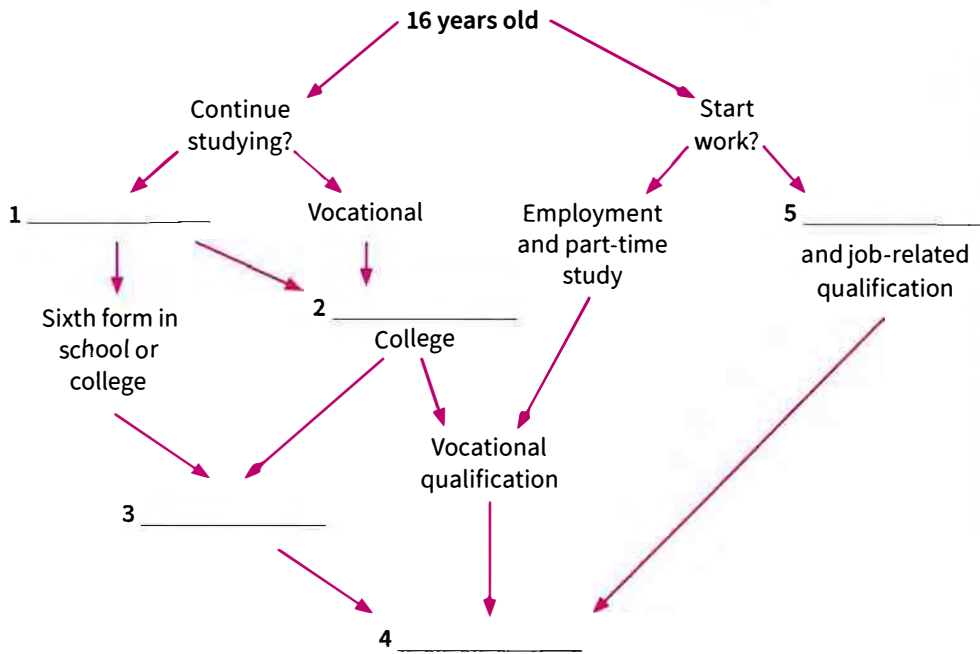 16 years old
Continue
studying?
Start
work?
1
Vocational
Employment
and part-time
study
5
and job-related
qualification
Sixth form in
school or
college
2
College
Vocational
qualification
3
4